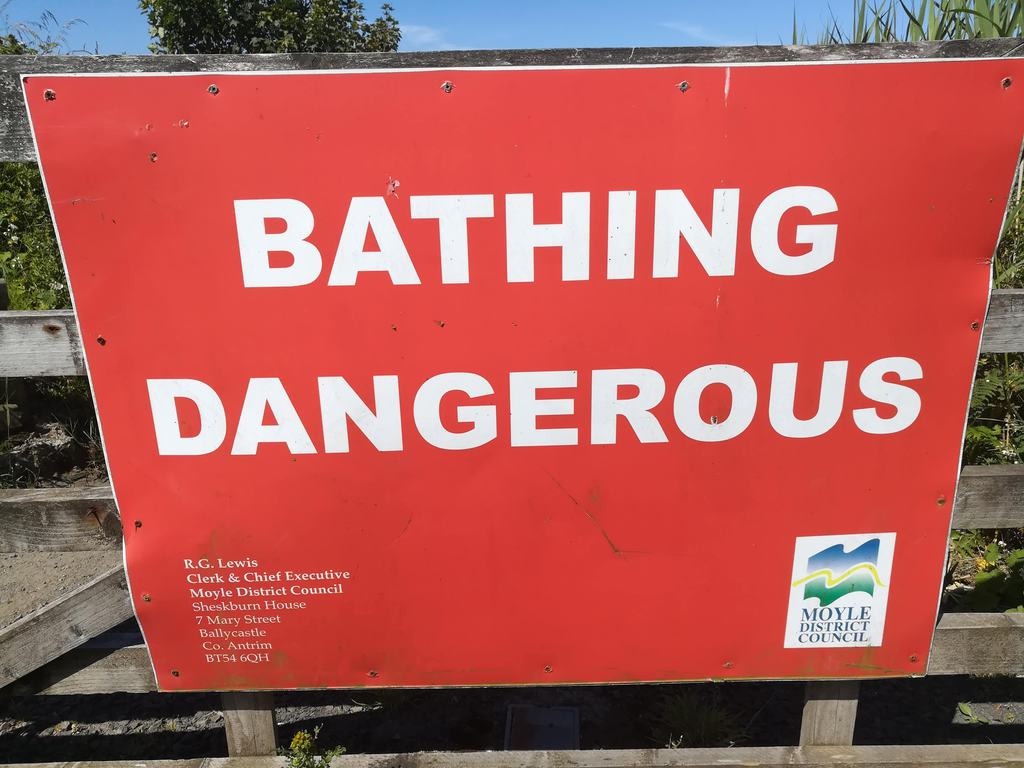 BATHING
DANGEROUS
R.G. Lewis
Clerk & Chief Executive
Moyle District Council
Sheskburn House
7 Mary Street
Ballycastle
Co. Antrim
BT54 6QH
MOYLE
DISTRICT
COUNCIL